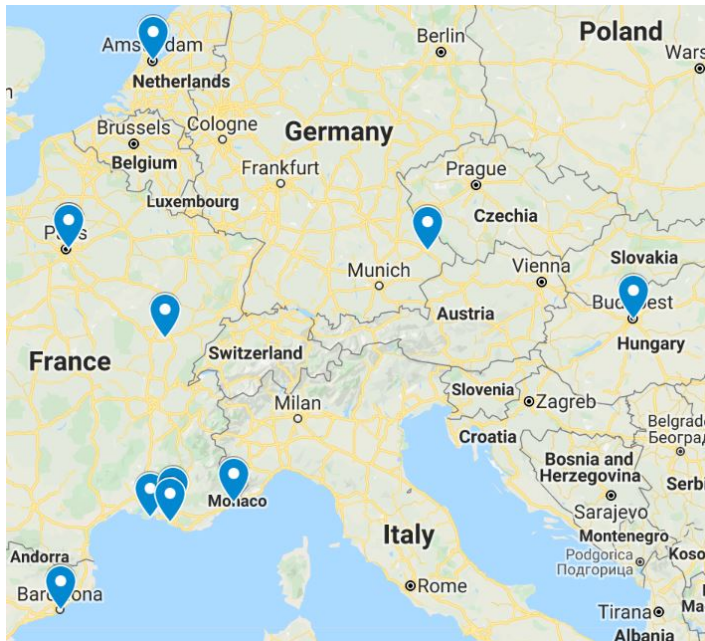 Berlin
Poland
Amsterdam
Netherlands
Wars
Brussels
Cologne
Germany
Belgium
Frankfurt
Prague
Luxembourg
Czechia
Paris
Slovakia
Munich
Vienna
Budapest
Austria
Hungary
France
Switzerland
Slovenia
Milan
Zagreb
Croatia
Belgrade
Београд
Bosnia and
Herzegovina
Serbi
Monaco
Sarajevo
Italy
Montenegro
Andorra
Podgorica
Подгорица
Koso
Barcelona
Rome
Tirana
Ma
Albania